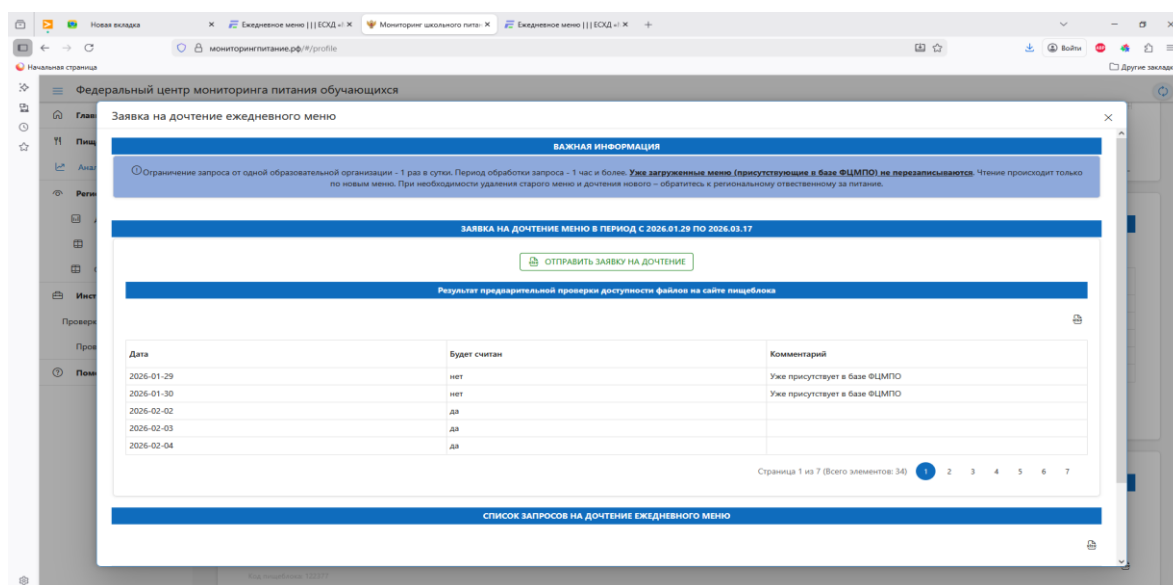 Новая вкладка
Ежедневное меню | | | ЕСХД
Мониторинг школьного пита
Ежедневное меню | | | ЕСХД
мониторингпитание.рф/#/profile
Войти
ABP
Начальная страница
Другие заклад
Федеральный центр мониторинга питания обучающихся
Глав
Пищ
Анал
Реги
Инст
Провер
Пров
Пом
Заявка на дочтение ежедневного меню
ВАЖНАЯ ИНФОРМАЦИЯ
Ограничение запроса от одной образовательной организации - 1 раз в сутки. Период обработки запроса - 1 час и более. Уже загруженные меню (присутствующие в базе ФЦМПО) не перезаписываются. Чтение происходит только
по новым меню. При необходимости удаления старого меню и дочтения нового – обратитесь к региональному отвественному за питание.
ЗАЯВКА НА ДОЧТЕНИЕ МЕНЮ В ПЕРИОД С 2026.01.29 ПО 2026.03.17
ОТПРАВИТЬ ЗАЯВКУ НА ДОЧТЕНИЕ
Результат предварительной проверки доступности файлов на сайте пищеблока
Дата Будет считан Комментарий
2026-01-29 нет Уже присутствует в базе ФЦМПО
2026-01-30 нет Уже присутствует в базе ФЦМПО
2026-02-02 да
2026-02-03 да
2026-02-04 да
Страница 1 из 7 (Всего элементов: 34) 1 2 3 4 5 6 7
СПИСОК ЗАПРОСОВ НА ДОЧТЕНИЕ ЕЖЕДНЕВНОГО МЕНЮ